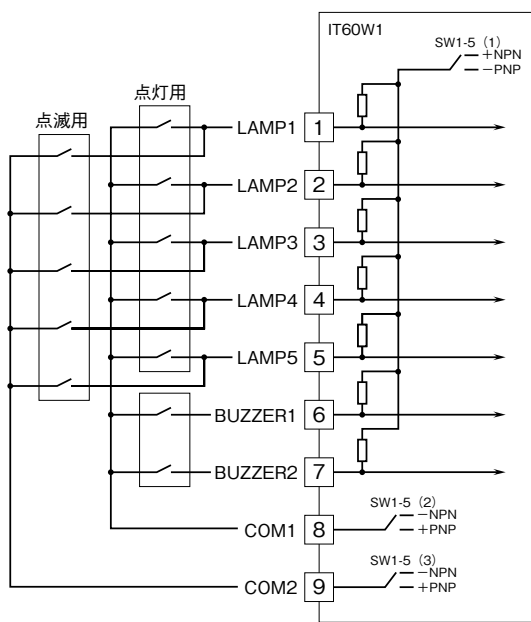 IT60W1
SW1-5 (1)
+NPN
−PNP
点灯用
点滅用
LAMP1 1
LAMP2 2
LAMP3 3
LAMP4 4
LAMP5 5
BUZZER1 6
BUZZER2 7
SW1-5 (2)
−NPN
+PNP
COM1 8
SW1-5 (3)
−NPN
+PNP
COM2 9